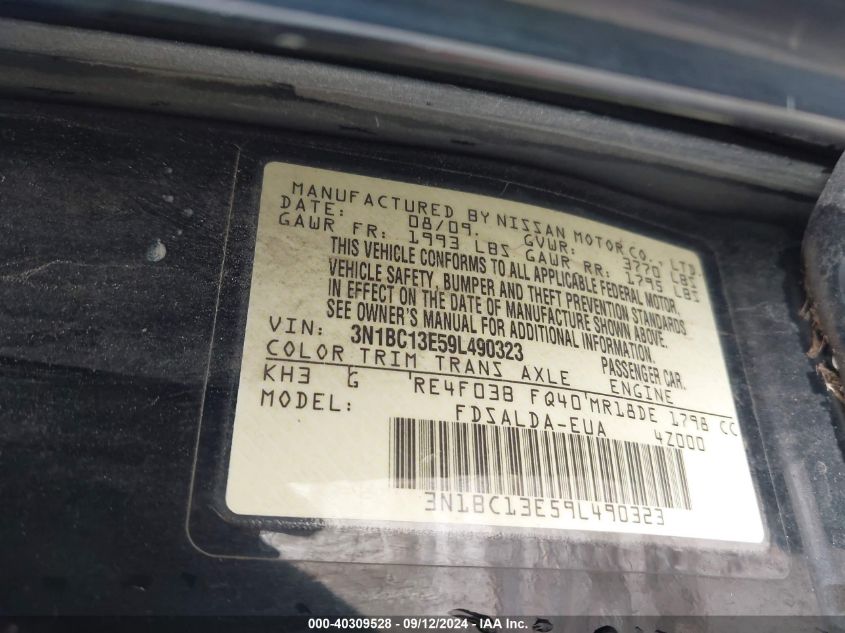 MANUFACTURED BY NISSAN MOTOR CO., LTD.
DATE: 08/09. GVWR: 3770 LBS
GAWR FR: 1993 LBS GAWR RR: 1795 LBS
THIS VEHICLE CONFORMS TO ALL APPLICABLE FEDERAL MOTOR
VEHICLE SAFETY, BUMPER AND THEFT PREVENTION STANDARDS
IN EFFECT ON THE DATE OF MANUFACTURE SHOWN ABOVE.
SEE OWNER'S MANUAL FOR ADDITIONAL INFORMATION.
VIN: 3N1BC13E59L490323 PASSENGER CAR.
COLOR TRIM TRANS AXLE ENGINE
KH3 G RE4F03B FQ40 MR18DE 1798 CC
MODEL: FDSALDA-EUA 4Z000
3N1BC13E59L490323
000-40309528 - 09/12/2024 - IAA Inc.